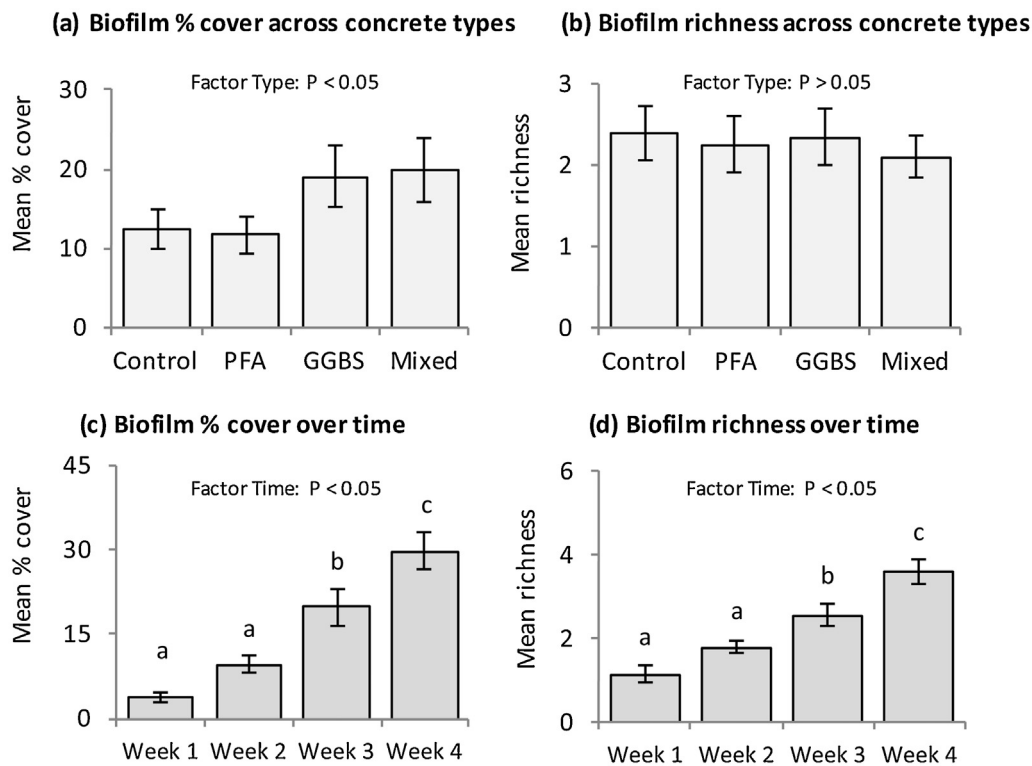 (a) Biofilm % cover across concrete types
Factor Type: P < 0.05
Mean % cover
30
20
10
0
Control PFA GGBS Mixed
(b) Biofilm richness across concrete types
Factor Type: P > 0.05
Mean richness
3
2
1
0
Control PFA GGBS Mixed
(c) Biofilm % cover over time
Factor Time: P < 0.05
Mean % cover
45
30
15
0
a a b c
Week 1 Week 2 Week 3 Week 4
(d) Biofilm richness over time
Factor Time: P < 0.05
Mean richness
6
4
2
0
a a b c
Week 1 Week 2 Week 3 Week 4